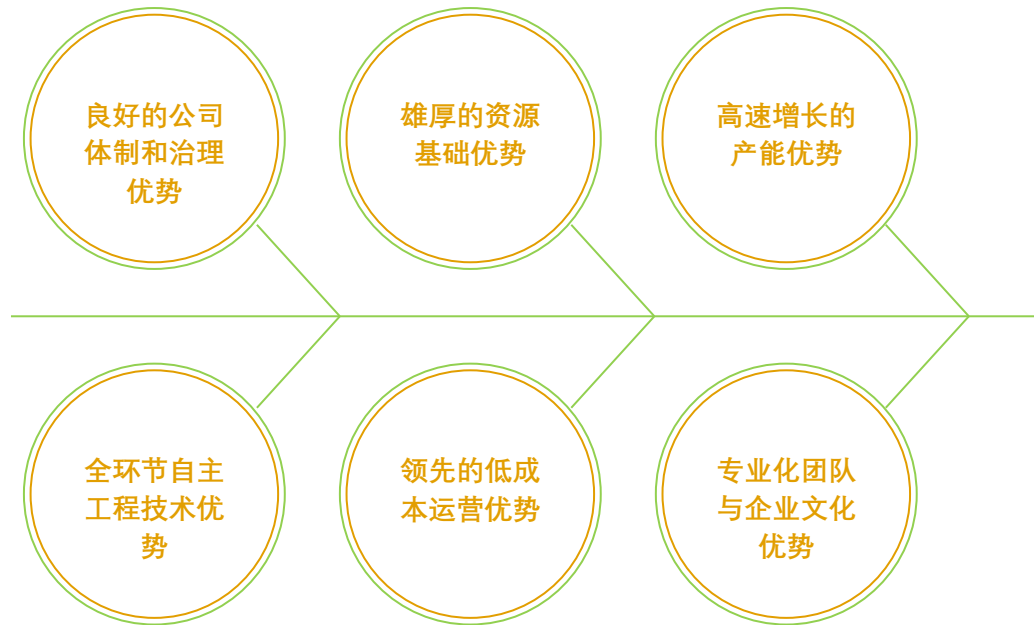 良好的公司
体制和治理
优势
雄厚的资源
基础优势
高速增长的
产能优势
全环节自主
工程技术优
势
领先的低成
本运营优势
专业化团队
与企业文化
优势